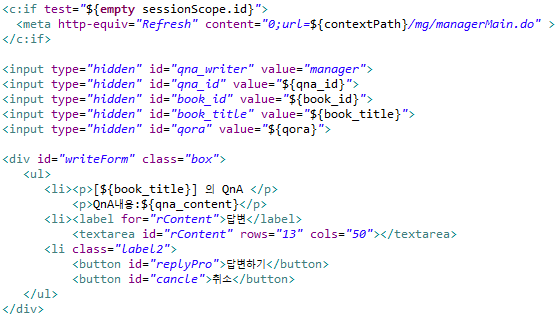 <c:if test="${empty sessionScope.id}">
  <meta http-equiv="Refresh" content="0;url=${contextPath}/mg/managerMain.do" >
</c:if>

<input type="hidden" id="qna_writer" value="manager">
<input type="hidden" id="qna_id" value="${qna_id}">
<input type="hidden" id="book_id" value="${book_id}">
<input type="hidden" id="book_title" value="${book_title}">
<input type="hidden" id="qora" value="${qora}">

<div id="writeForm" class="box">
   <ul>
      <li><p>[${book_title}] 의 QnA </p>
          <p>QnA내용:${qna_content}</p>
      <li><label for="rContent">답변</label>
          <textarea id="rContent" rows="13" cols="50"></textarea>
      <li class="label2">
          <button id="replyPro">답변하기</button>
          <button id="cancle">취소</button>
   </ul>
</div>